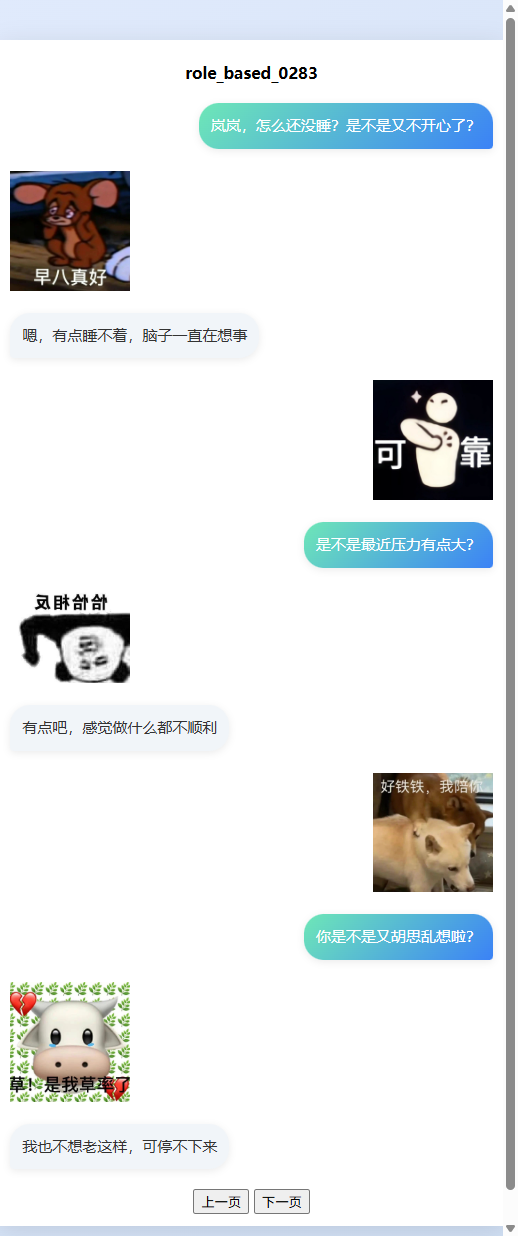 role_based_0283
岚岚，怎么还没睡？是不是又不开心了？
早八真好
嗯，有点睡不着，脑子一直在想事
可靠
是不是最近压力有点大？
恰恰相反
有点吧，感觉做什么都不顺利
好铁铁，我陪你
你是不是又胡思乱想啦？
草！是我草率了
我也不想老这样，可停不下来
上一页 下一页